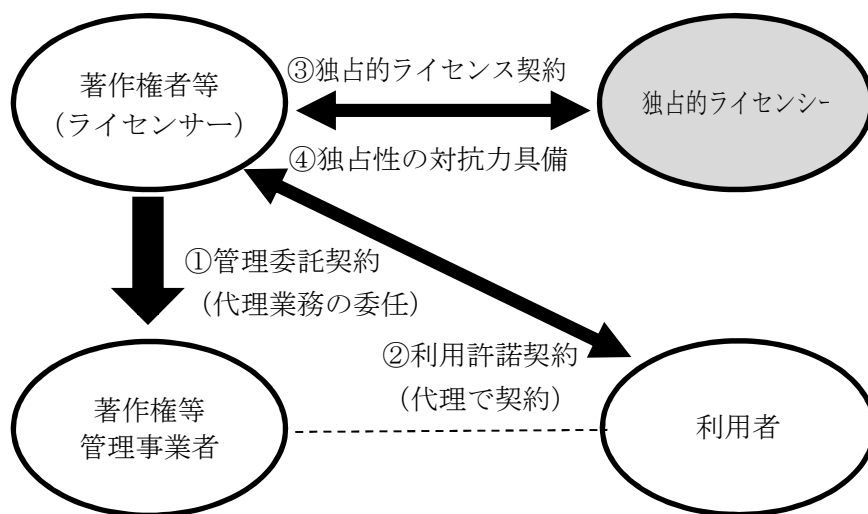 著作権者等
（ライセンサー）
③独占的ライセンス契約
独占的ライセンシー
④独占性の対抗力具備
①管理委託契約
（代理業務の委任）
②利用許諾契約
（代理で契約）
著作権等
管理事業者
利用者